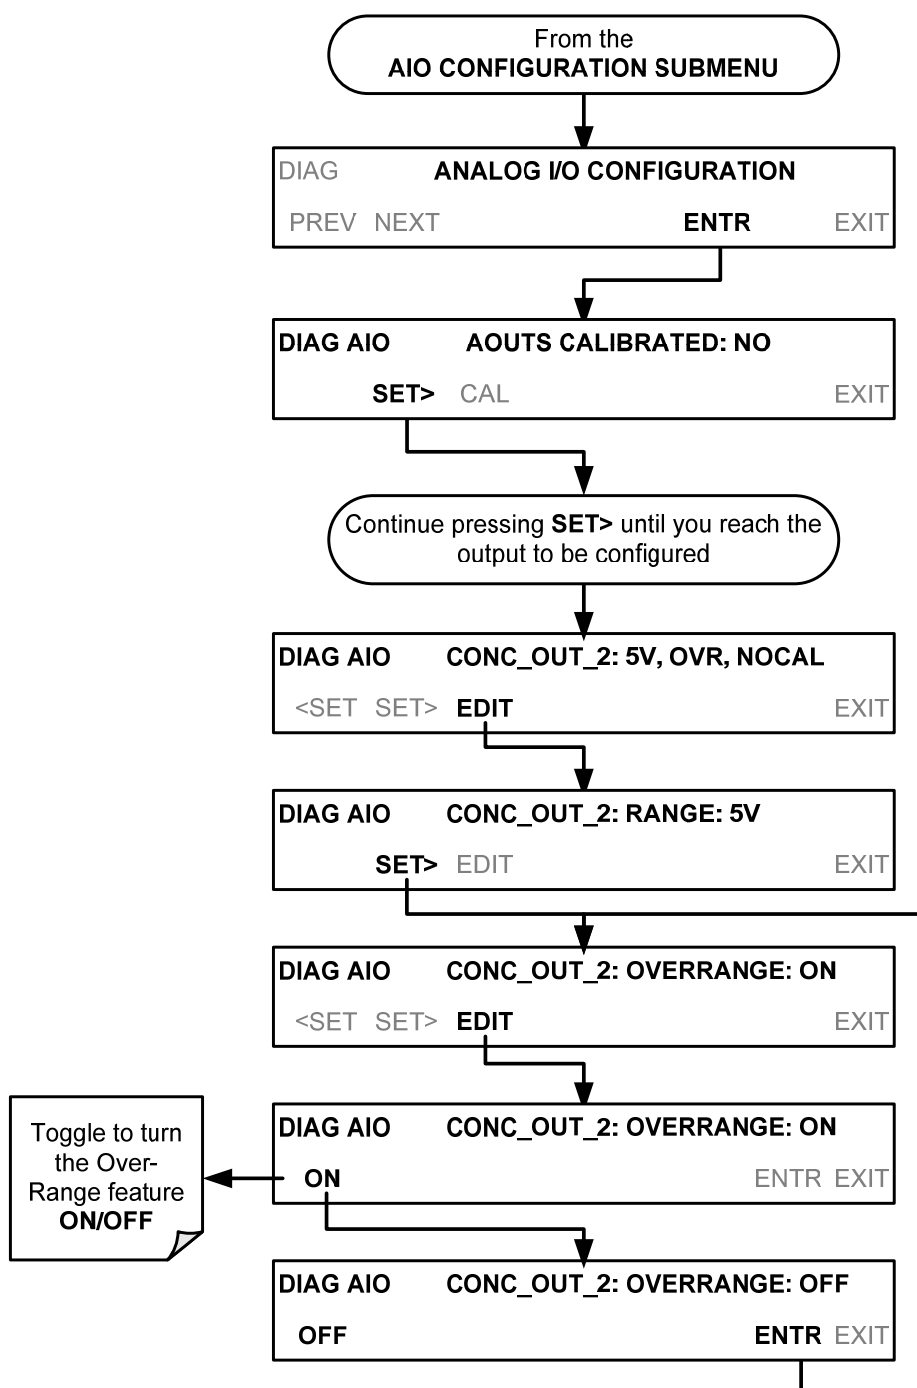 From the
AIO CONFIGURATION SUBMENU
DIAG ANALOG I/O CONFIGURATION
PREV NEXT ENTR EXIT
DIAG AIO AOUTS CALIBRATED: NO
SET> CAL EXIT
Continue pressing SET> until you reach the
output to be configured
DIAG AIO CONC_OUT_2: 5V, OVR, NOCAL
<SET SET> EDIT EXIT
DIAG AIO CONC_OUT_2: RANGE: 5V
SET> EDIT EXIT
DIAG AIO CONC_OUT_2: OVERRANGE: ON
<SET SET> EDIT EXIT
DIAG AIO CONC_OUT_2: OVERRANGE: ON
ON ENTR EXIT
Toggle to turn
the Over-
Range feature
ON/OFF
DIAG AIO CONC_OUT_2: OVERRANGE: OFF
OFF ENTR EXIT